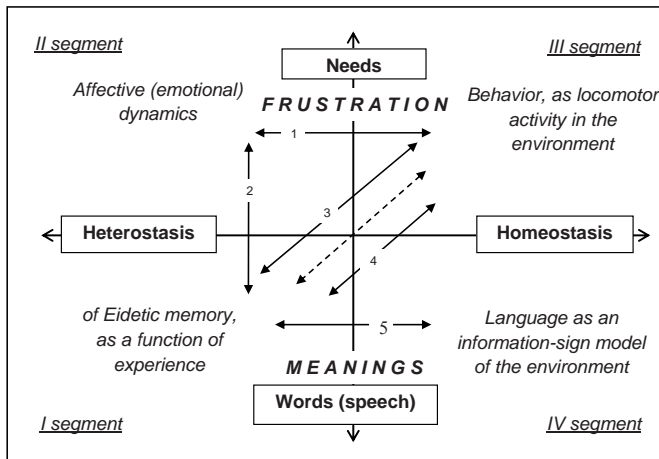 II segment
III segment
Needs
Affective (emotional)
dynamics
FRUSTRATION
Behavior, as locomotor
activity in the
environment
1
2
3
Heterostasis
Homeostasis
4
of Eidetic memory,
as a function of
experience
5
Language as an
information-sign model
of the environment
MEANINGS
Words (speech)
I segment
IV segment